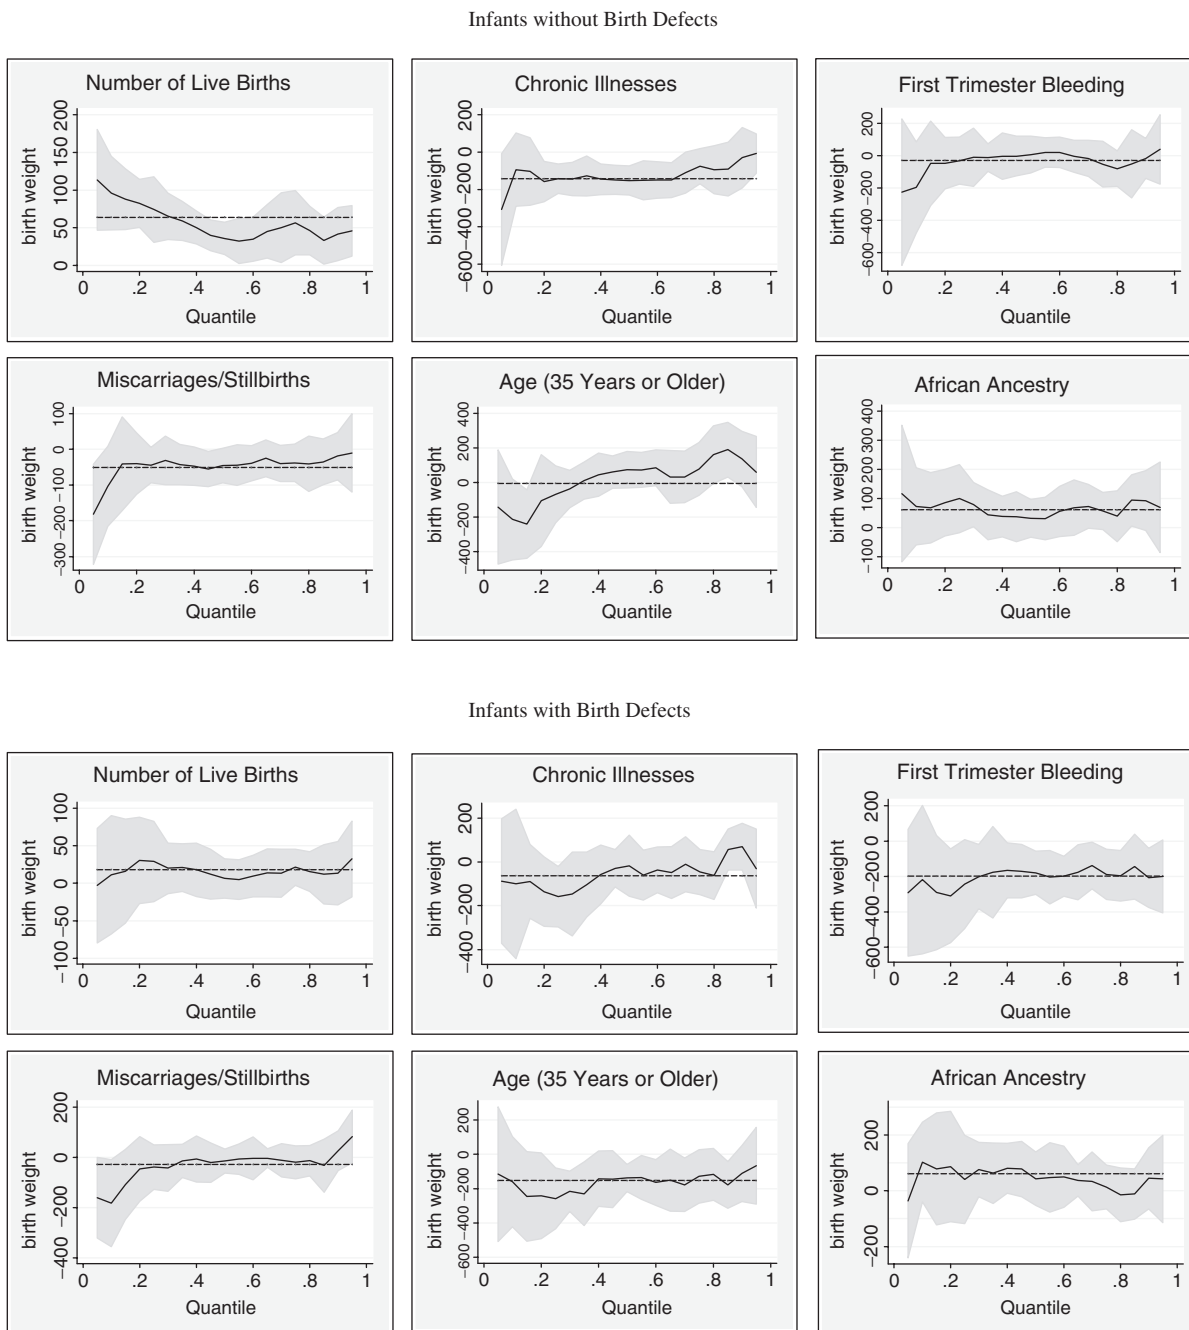 Infants without Birth Defects
Number of Live Births
birth weight
0 50 100 150 200
0 .2 .4 .6 .8 1
Quantile
Chronic Illnesses
birth weight
−600 −400 −200 0 200
0 .2 .4 .6 .8 1
Quantile
First Trimester Bleeding
birth weight
−600 −400 −200 0 200
0 .2 .4 .6 .8 1
Quantile
Miscarriages/Stillbirths
birth weight
−300 −200 −100 0 100
0 .2 .4 .6 .8 1
Quantile
Age (35 Years or Older)
birth weight
−400 −200 0 200 400
0 .2 .4 .6 .8 1
Quantile
African Ancestry
birth weight
−100 0 100 200 300 400
0 .2 .4 .6 .8 1
Quantile
Infants with Birth Defects
Number of Live Births
birth weight
−100 −50 0 50 100
0 .2 .4 .6 .8 1
Quantile
Chronic Illnesses
birth weight
−400 −200 0 200
0 .2 .4 .6 .8 1
Quantile
First Trimester Bleeding
birth weight
−600 −400 −200 0 200
0 .2 .4 .6 .8 1
Quantile
Miscarriages/Stillbirths
birth weight
−400 −200 0 200
0 .2 .4 .6 .8 1
Quantile
Age (35 Years or Older)
birth weight
−600 −400 −200 0 200
0 .2 .4 .6 .8 1
Quantile
African Ancestry
birth weight
−200 0 200
0 .2 .4 .6 .8 1
Quantile